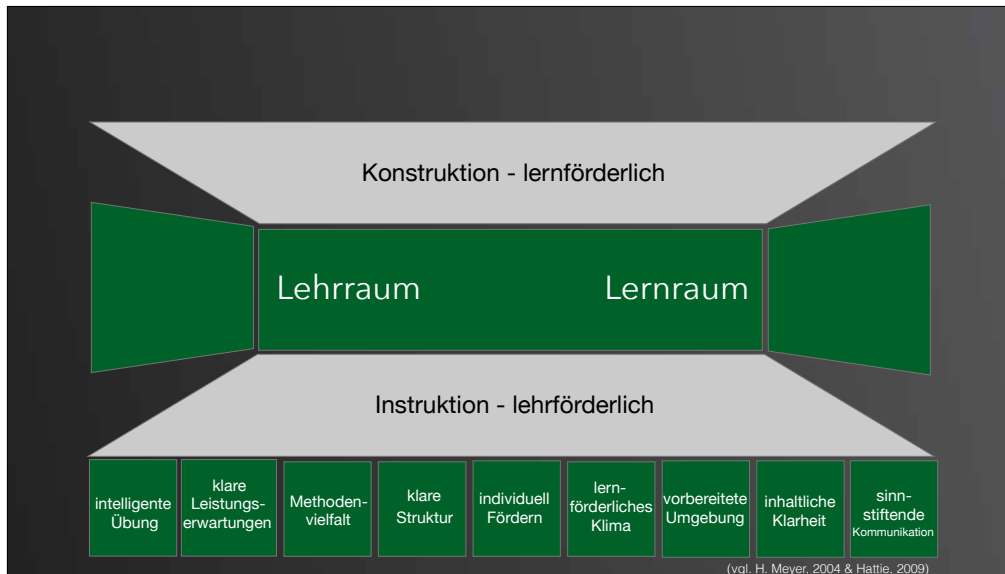 Konstruktion - lernförderlich
Lehrraum
Lernraum
Instruktion - lehrförderlich
intelligente
Übung
klare
Leistungs-
erwartungen
Methoden-
vielfalt
klare
Struktur
individuell
Fördern
lern-
förderliches
Klima
vorbereitete
Umgebung
inhaltliche
Klarheit
sinn-
stiftende
Kommunikation
(vgl. H. Meyer, 2004 & Hattie, 2009)